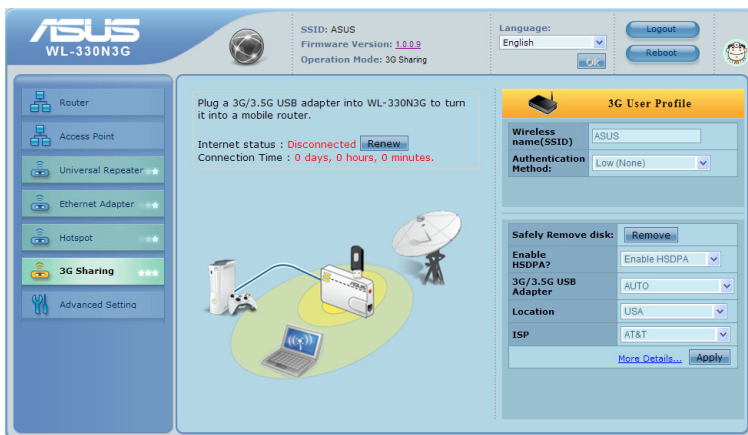 ASUS
WL-330N3G
SSID: ASUS
Firmware Version: 1.0.0.9
Operation Mode: 3G Sharing
Language:
English
OK
Logout
Reboot
Router
Access Point
Universal Repeater
Ethernet Adapter
Hotspot
3G Sharing
Advanced Setting
Plug a 3G/3.5G USB adapter into WL-330N3G to turn
it into a mobile router.
Internet status : Disconnected Renew
Connection Time : 0 days, 0 hours, 0 minutes.
3G User Profile
Wireless
name(SSID)
ASUS
Authentication
Method:
Low (None)
Safely Remove disk: Remove
Enable
HSDPA?
Enable HSDPA
3G/3.5G USB
Adapter
AUTO
Location USA
ISP AT&T
More Details... Apply